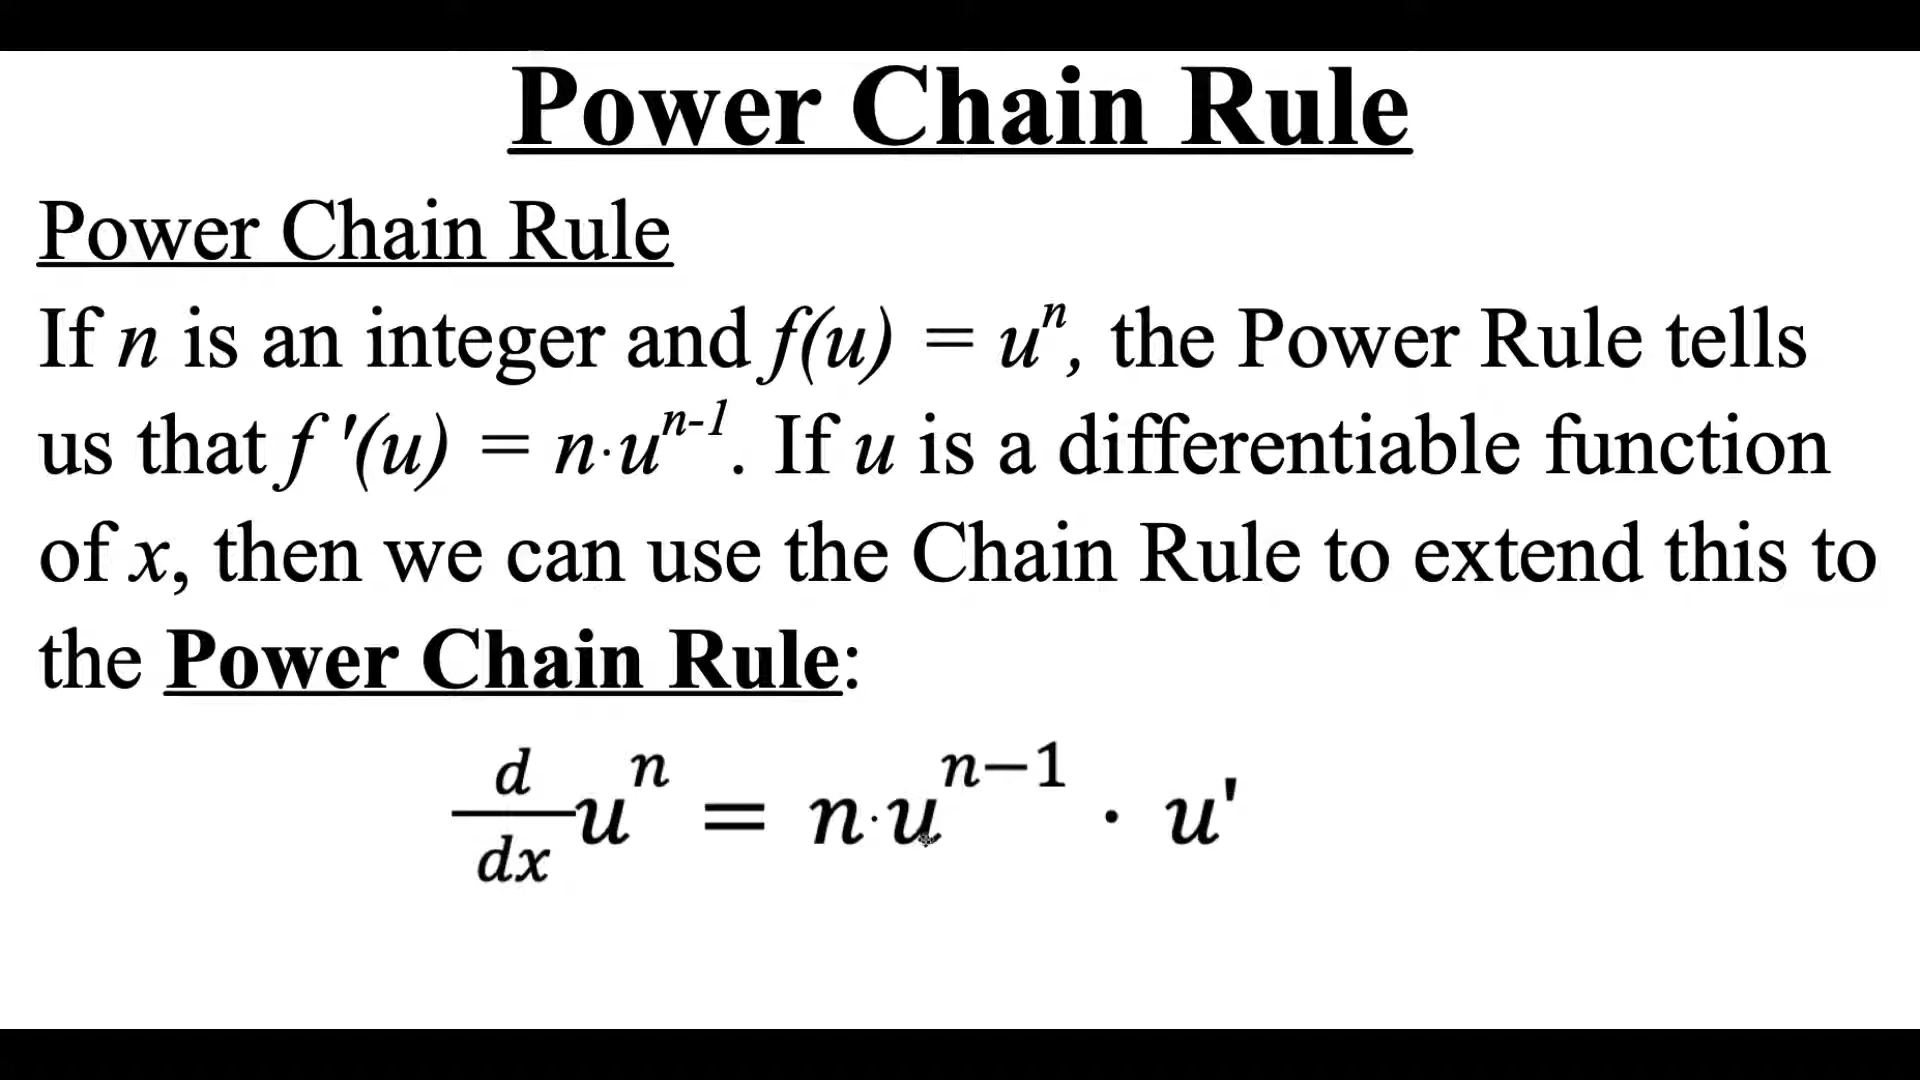 Power Chain Rule
Power Chain Rule
If n is an integer and f(u) = uⁿ, the Power Rule tells
us that f '(u) = n·uⁿ⁻¹. If u is a differentiable function
of x, then we can use the Chain Rule to extend this to
the Power Chain Rule:
d/dx uⁿ = n·uⁿ⁻¹ · u'